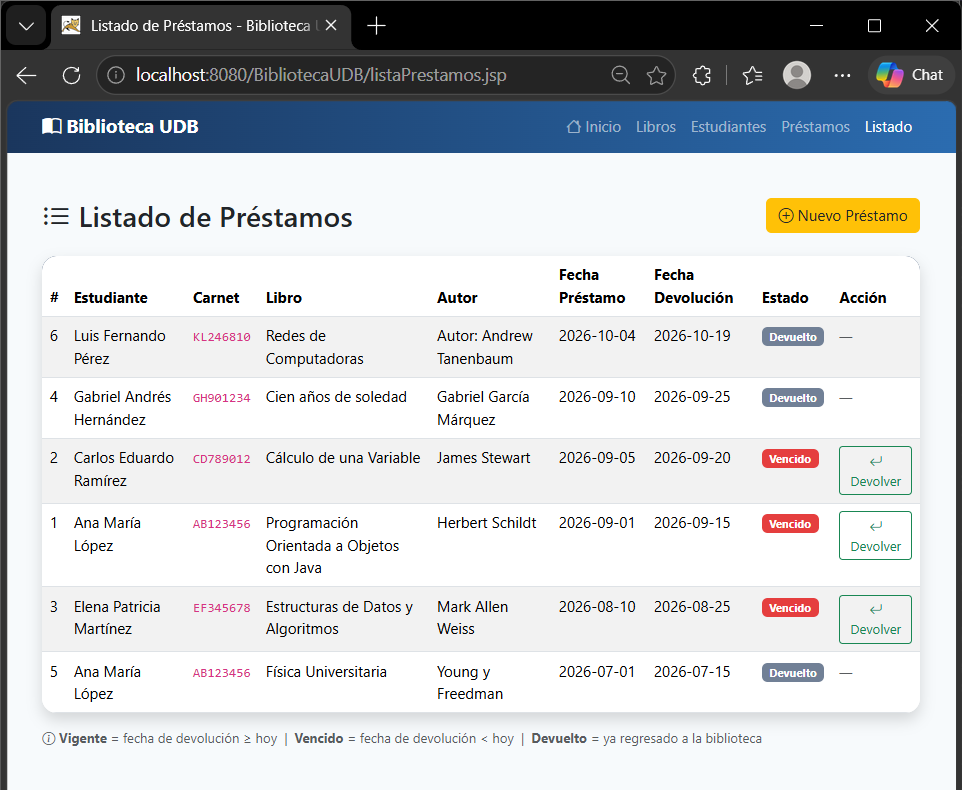 Listado de Préstamos - Biblioteca
localhost:8080/BibliotecaUDB/listaPrestamos.jsp
Chat
Biblioteca UDB
Inicio Libros Estudiantes Préstamos Listado
Listado de Préstamos
Nuevo Préstamo
# Estudiante Carnet Libro Autor Fecha Préstamo Fecha Devolución Estado Acción
6 Luis Fernando Pérez KL246810 Redes de Computadoras Autor: Andrew Tanenbaum 2026-10-04 2026-10-19 Devuelto —
4 Gabriel Andrés Hernández GH901234 Cien años de soledad Gabriel García Márquez 2026-09-10 2026-09-25 Devuelto —
2 Carlos Eduardo Ramírez CD789012 Cálculo de una Variable James Stewart 2026-09-05 2026-09-20 Vencido Devolver
1 Ana María López AB123456 Programación Orientada a Objetos con Java Herbert Schildt 2026-09-01 2026-09-15 Vencido Devolver
3 Elena Patricia Martínez EF345678 Estructuras de Datos y Algoritmos Mark Allen Weiss 2026-08-10 2026-08-25 Vencido Devolver
5 Ana María López AB123456 Física Universitaria Young y Freedman 2026-07-01 2026-07-15 Devuelto —
Vigente = fecha de devolución ≥ hoy | Vencido = fecha de devolución < hoy | Devuelto = ya regresado a la biblioteca